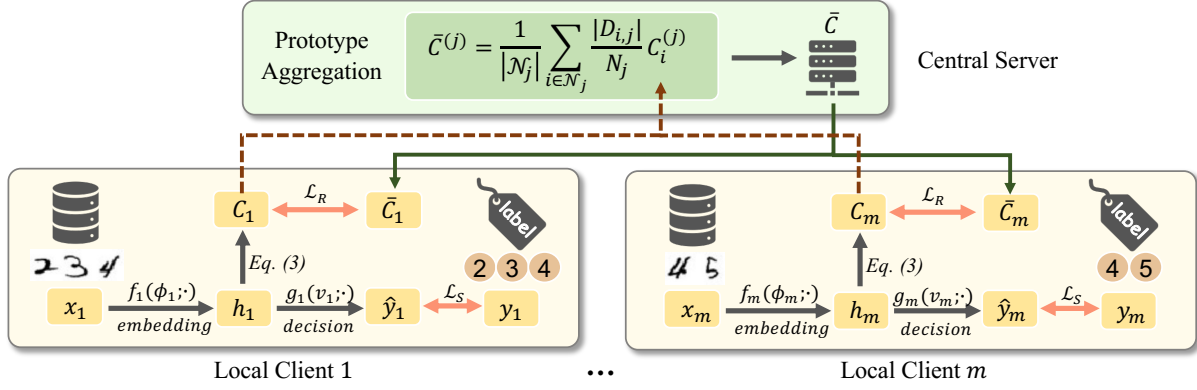 Prototype Aggregation
C̄^{(j)} = \frac{1}{|𝒩_j|} \sum_{i∈𝒩_j} \frac{|D_{i,j}|}{N_j} C_i^{(j)}
C̄
Central Server
C_1
ℒ_R
C̄_1
label
2 3 4
Eq. (3)
2 3 4
x_1
f_1(ϕ_1;·)
embedding
h_1
g_1(v_1;·)
decision
ŷ_1
ℒ_S
y_1
Local Client 1
...
C_m
ℒ_R
C̄_m
label
4 5
Eq. (3)
4 5
x_m
f_m(ϕ_m;·)
embedding
h_m
g_m(v_m;·)
decision
ŷ_m
ℒ_S
y_m
Local Client m